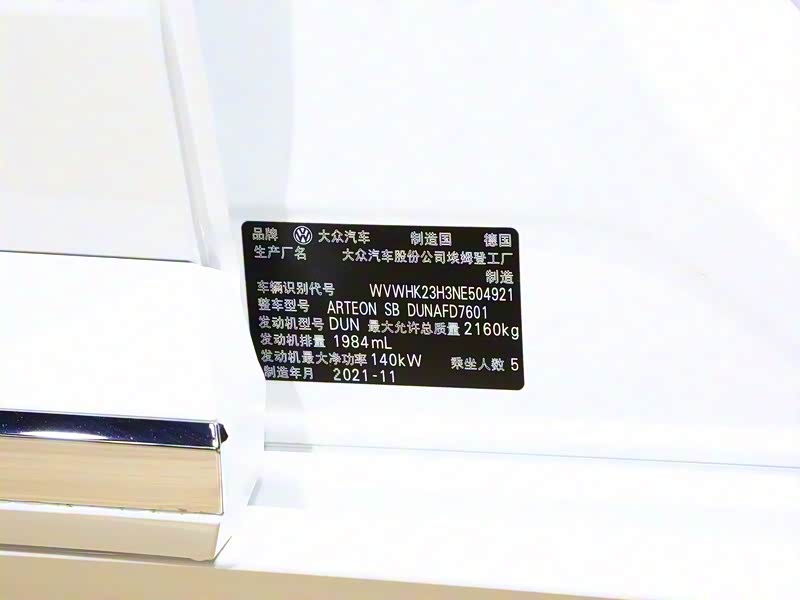 品牌 大众汽车 制造国 德国
生产厂名 大众汽车股份公司埃姆登工厂
制造
车辆识别代号 WVWHK23H3NE504921
整车型号 ARTEON SB DUNAFD7601
发动机型号 DUN 最大允许总质量 2160kg
发动机排量 1984mL
发动机最大净功率 140kW 乘坐人数 5
制造年月 2021-11